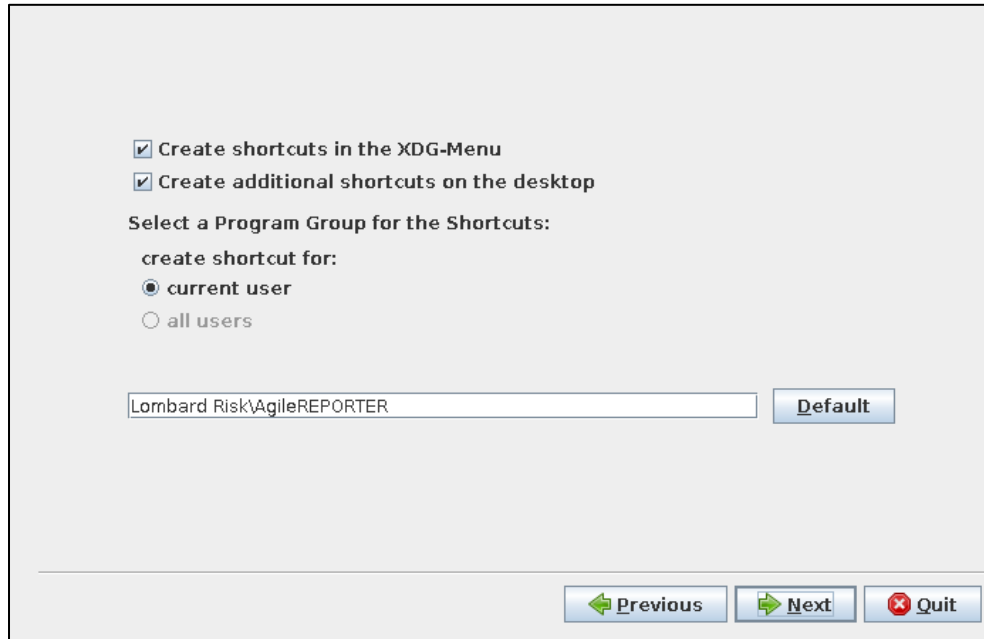 Create shortcuts in the XDG-Menu
Create additional shortcuts on the desktop
Select a Program Group for the Shortcuts:
create shortcut for:
current user
all users
Lombard Risk\AgileREPORTER
Default
Previous
Next
Quit